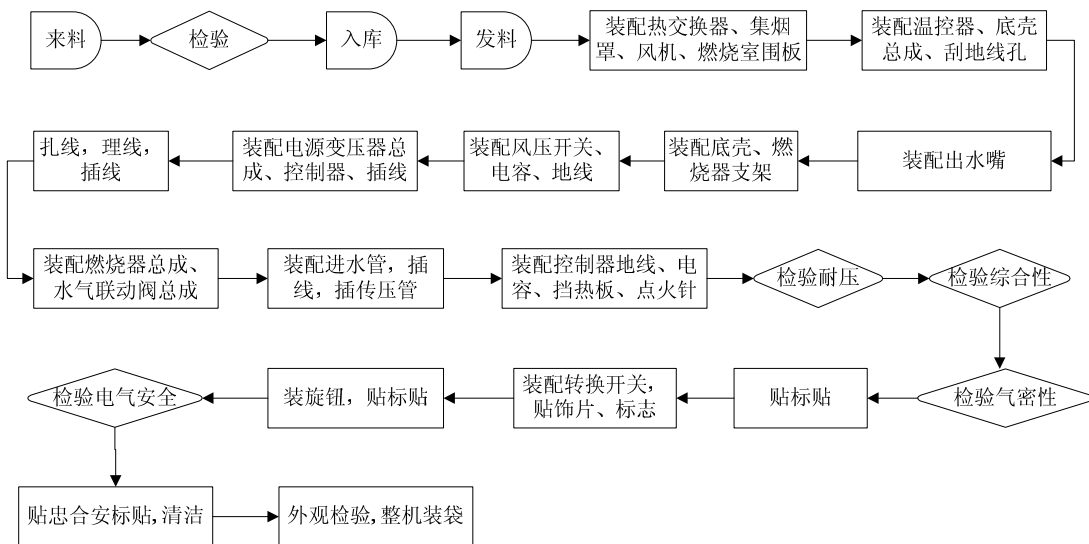 来料
检验
入库
发料
装配热交换器、集烟
罩、风机、燃烧室围板
装配温控器、底壳
总成、刮地线孔
装配出水嘴
装配底壳、燃
烧器支架
装配风压开关、
电容、地线
装配电源变压器总
成、控制器、插线
扎线，理线，
插线
装配燃烧器总成、
水气联动阀总成
装配进水管，插
线，插传压管
装配控制器地线、电
容、挡热板、点火针
检验耐压
检验综合性
检验气密性
贴标贴
装配转换开关，
贴饰片、标志
装旋钮，贴标贴
检验电气安全
贴忠合安标贴,清洁
外观检验,整机装袋